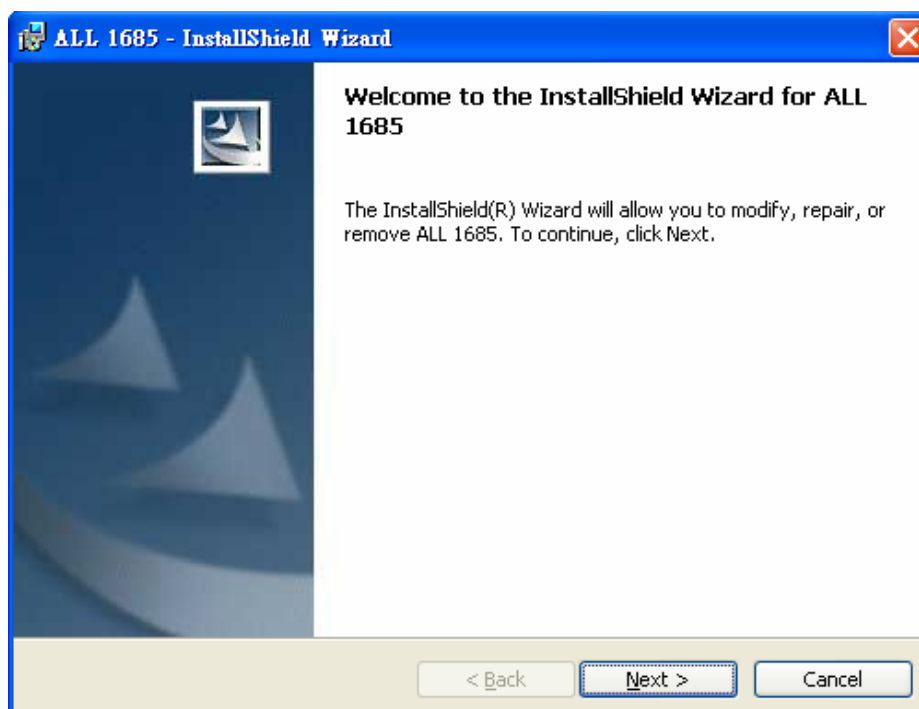 ALL 1685 - InstallShield Wizard
Welcome to the InstallShield Wizard for ALL
1685
The InstallShield(R) Wizard will allow you to modify, repair, or
remove ALL 1685. To continue, click Next.
< Back Next > Cancel